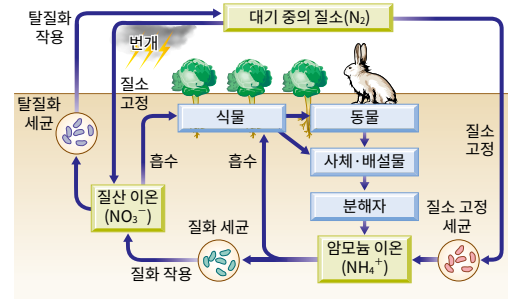 탈질화
작용
대기 중의 질소(N₂)
번개
질소
고정
탈질화
세균
식물
동물
질소
고정
흡수
흡수
사체·배설물
질산 이온
(NO₃⁻)
분해자
질화 세균
질소 고정
세균
암모늄 이온
(NH₄⁺)
질화 작용